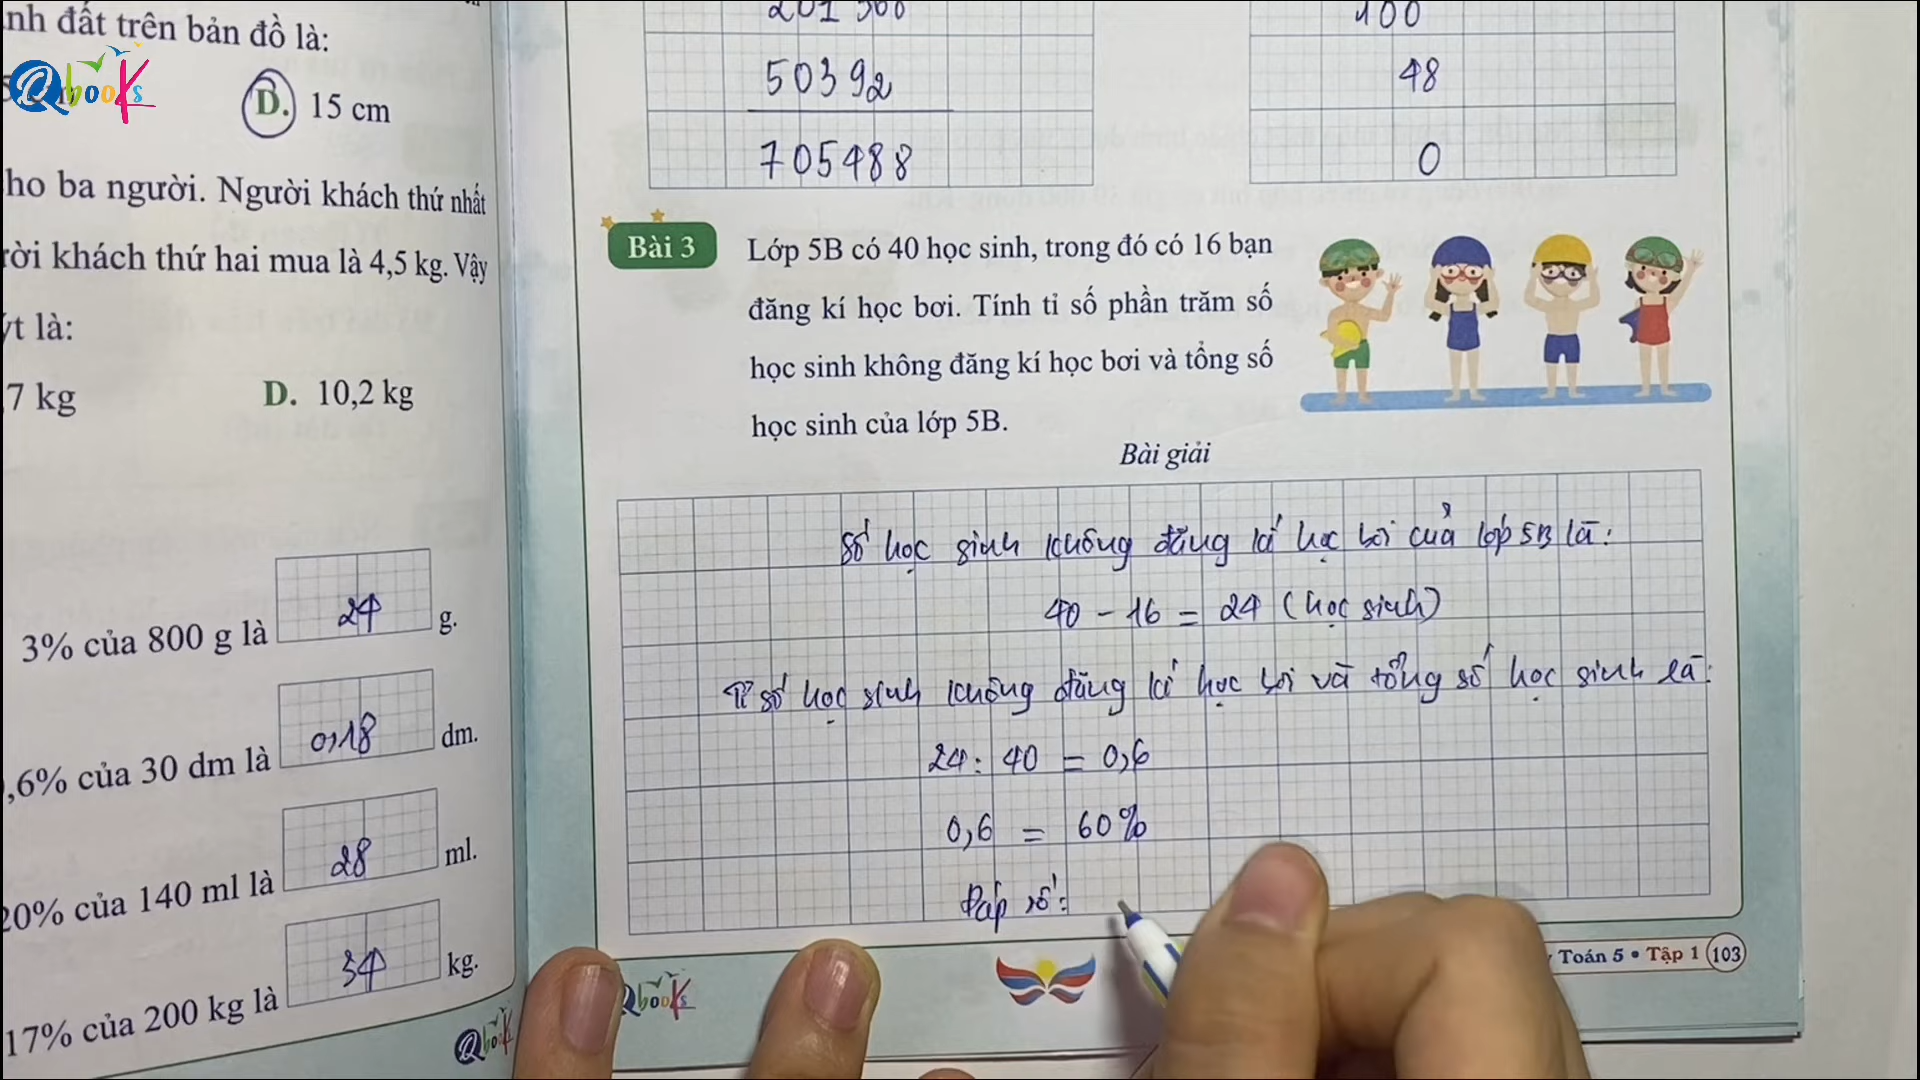 nh đất trên bản đồ là:
Qbooks
D. 15 cm
ho ba người. Người khách thứ nhất
ời khách thứ hai mua là 4,5 kg. Vậy
t là:
7 kg
D. 10,2 kg
3% của 800 g là 24 g.
,6% của 30 dm là 0,18 dm.
20% của 140 ml là 28 ml.
17% của 200 kg là 34 kg.
Qbook
50392
705488
100
48
0
Bài 3
Lớp 5B có 40 học sinh, trong đó có 16 bạn
đăng kí học bơi. Tính tỉ số phần trăm số
học sinh không đăng kí học bơi và tổng số
học sinh của lớp 5B.
Bài giải
Số học sinh không đăng kí học bơi của lớp 5B là:
40 - 16 = 24 (học sinh)
Tỉ số học sinh không đăng kí học bơi và tổng số học sinh là:
24 : 40 = 0,6
0,6 = 60%
Đáp số:
Qbooks
Toán 5 • Tập 1 103